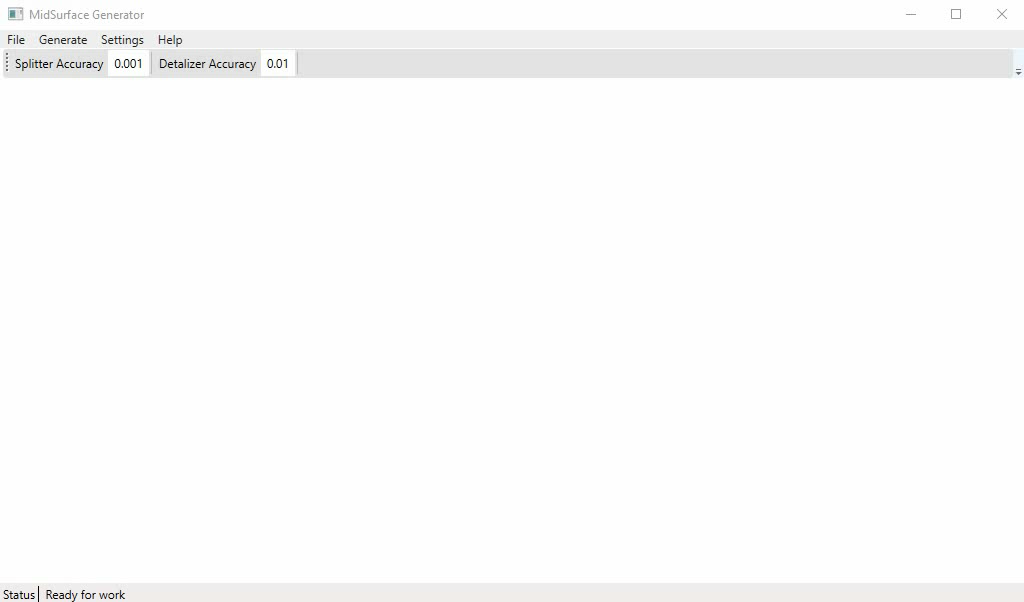 MidSurface Generator
File Generate Settings Help
Splitter Accuracy 0.001 Detalizer Accuracy 0.01
Status Ready for work